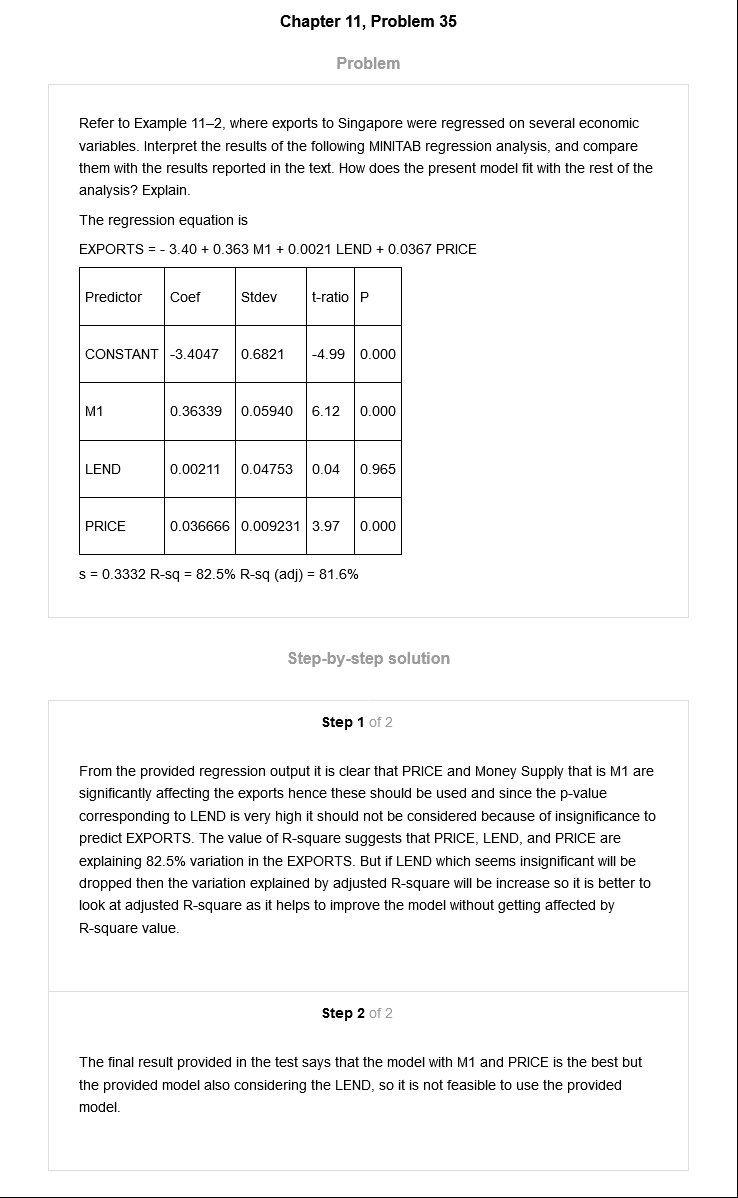 Chapter 11, Problem 35
Problem
Refer to Example 11–2, where exports to Singapore were regressed on several economic
variables. Interpret the results of the following MINITAB regression analysis, and compare
them with the results reported in the text. How does the present model fit with the rest of the
analysis? Explain.
The regression equation is
EXPORTS = - 3.40 + 0.363 M1 + 0.0021 LEND + 0.0367 PRICE
Predictor Coef Stdev t-ratio P
CONSTANT -3.4047 0.6821 -4.99 0.000
M1 0.36339 0.05940 6.12 0.000
LEND 0.00211 0.04753 0.04 0.965
PRICE 0.036666 0.009231 3.97 0.000
s = 0.3332 R-sq = 82.5% R-sq (adj) = 81.6%
Step-by-step solution
Step 1 of 2
From the provided regression output it is clear that PRICE and Money Supply that is M1 are
significantly affecting the exports hence these should be used and since the p-value
corresponding to LEND is very high it should not be considered because of insignificance to
predict EXPORTS. The value of R-square suggests that PRICE, LEND, and PRICE are
explaining 82.5% variation in the EXPORTS. But if LEND which seems insignificant will be
dropped then the variation explained by adjusted R-square will be increase so it is better to
look at adjusted R-square as it helps to improve the model without getting affected by
R-square value.
Step 2 of 2
The final result provided in the test says that the model with M1 and PRICE is the best but
the provided model also considering the LEND, so it is not feasible to use the provided
model.